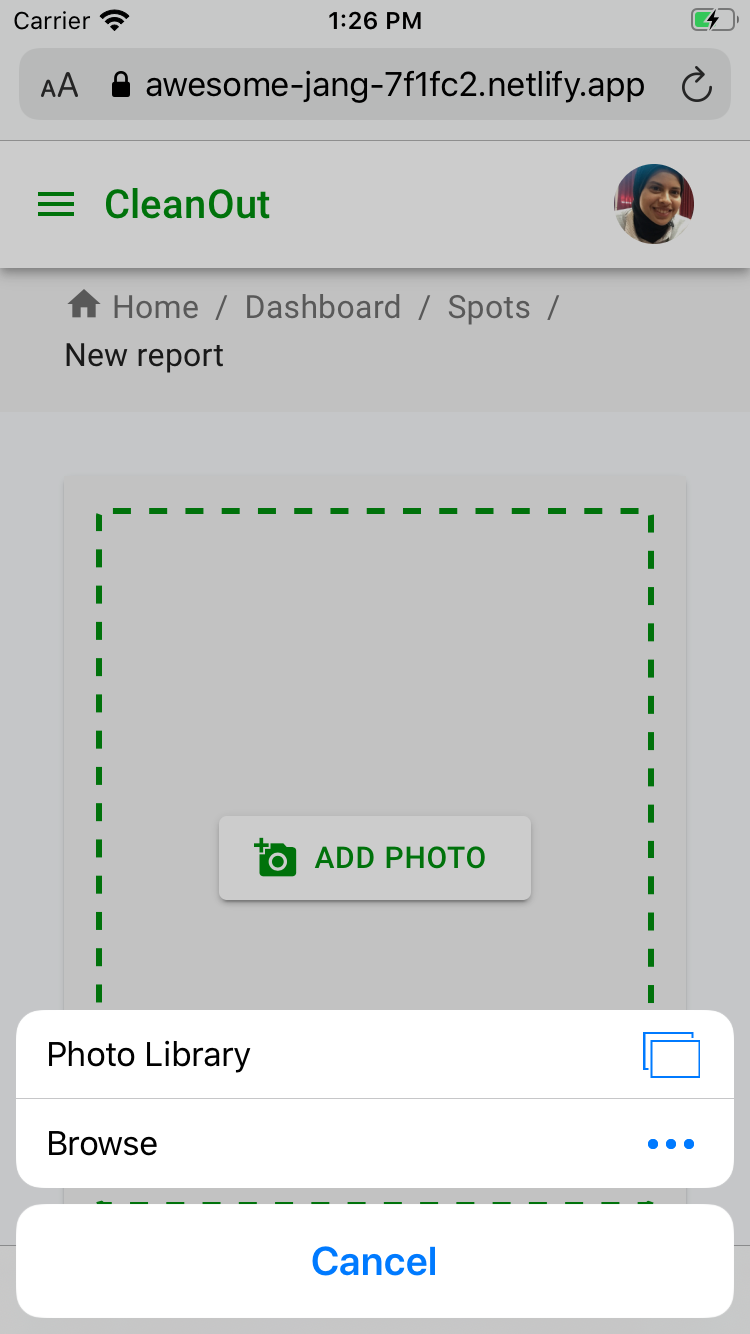 Carrier 1:26 PM
AA awesome-jang-7f1fc2.netlify.app
CleanOut
Home / Dashboard / Spots /
New report
ADD PHOTO
Photo Library
Browse
Cancel